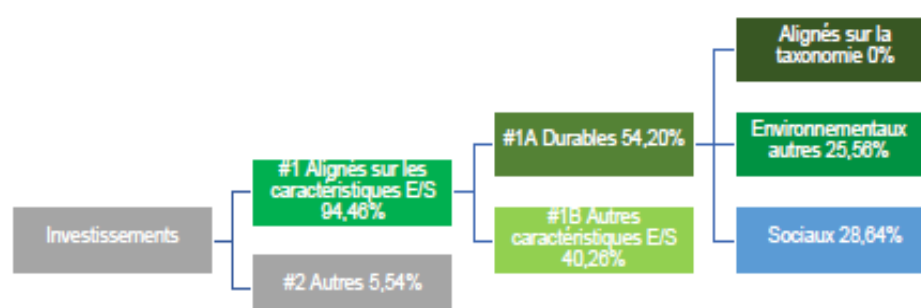 Alignés sur la
taxonomie 0%
#1A Durables 54,20%
Environnementaux
autres 25,56%
#1 Alignés sur les
caractéristiques E/S
94,46%
Investissements
#1B Autres
caractéristiques E/S
40,26%
Sociaux 28,64%
#2 Autres 5,54%